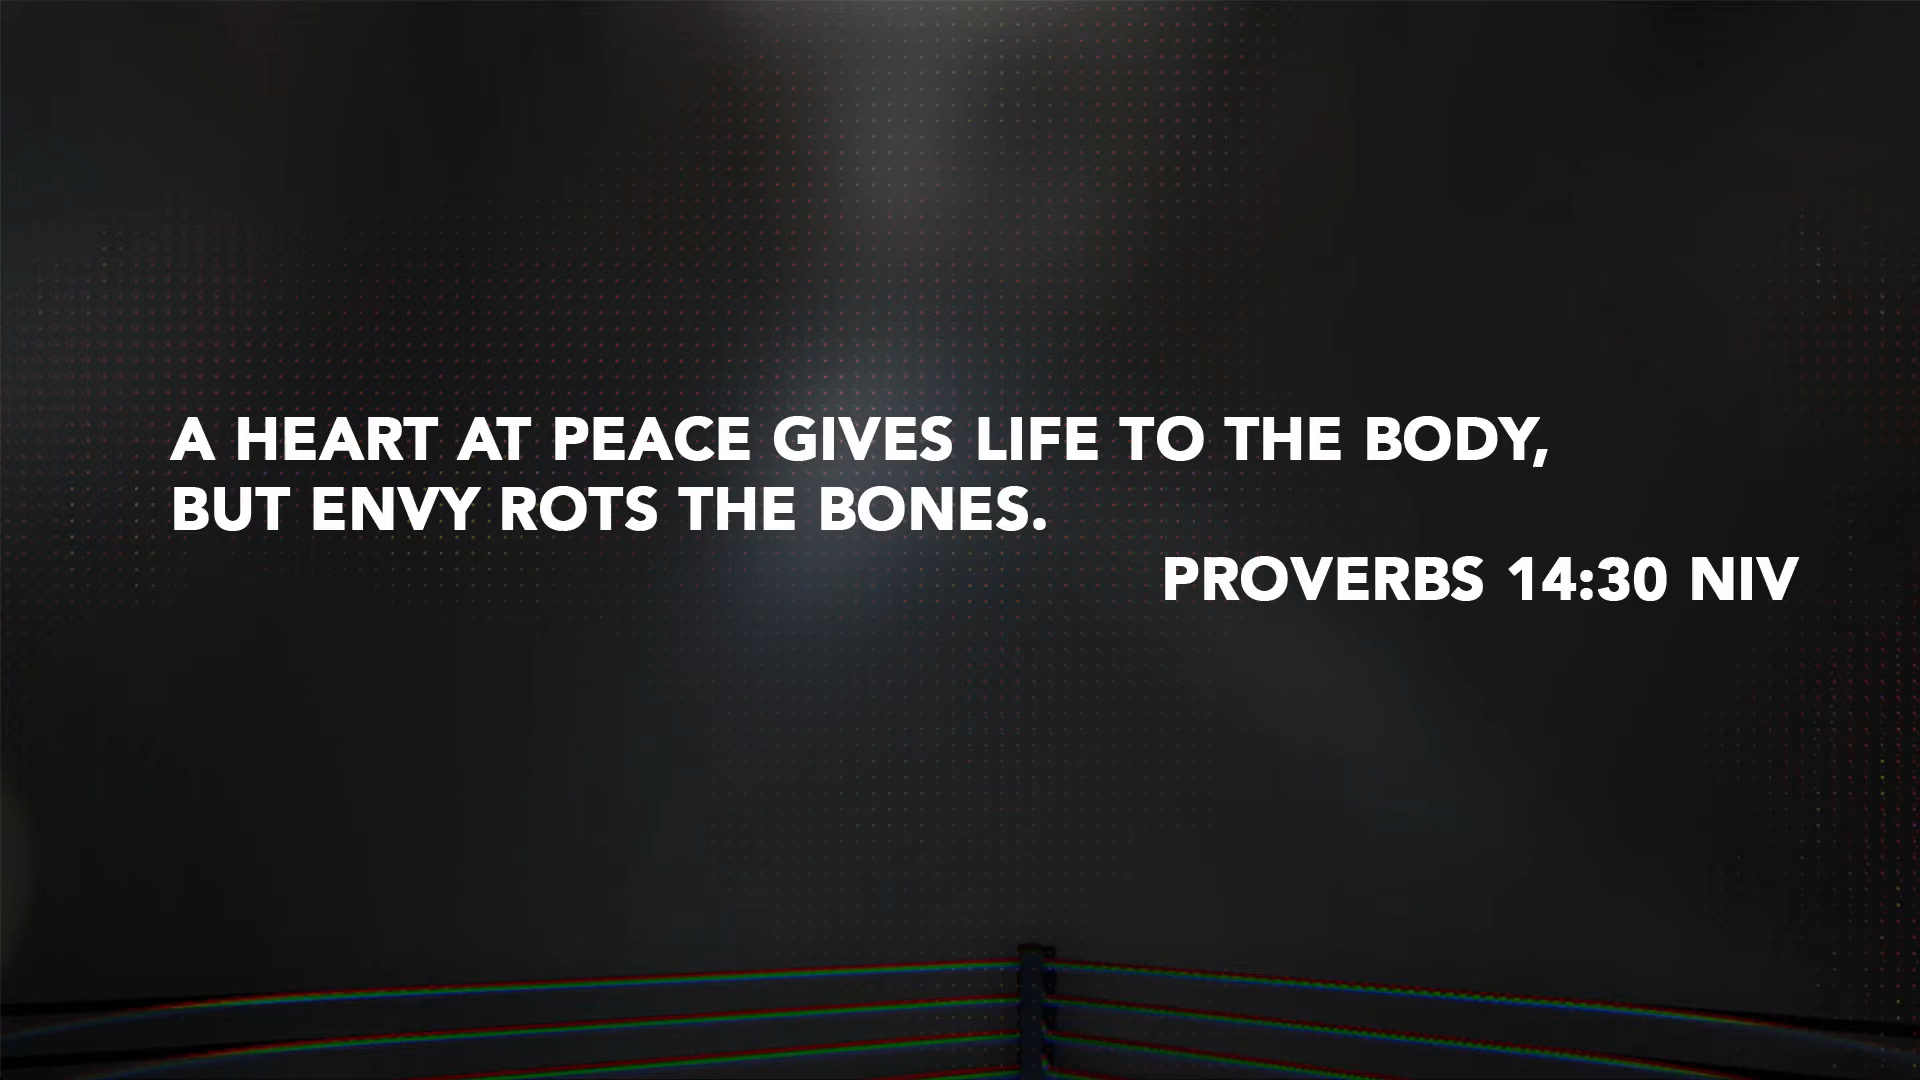 A HEART AT PEACE GIVES LIFE TO THE BODY,
BUT ENVY ROTS THE BONES.
PROVERBS 14:30 NIV